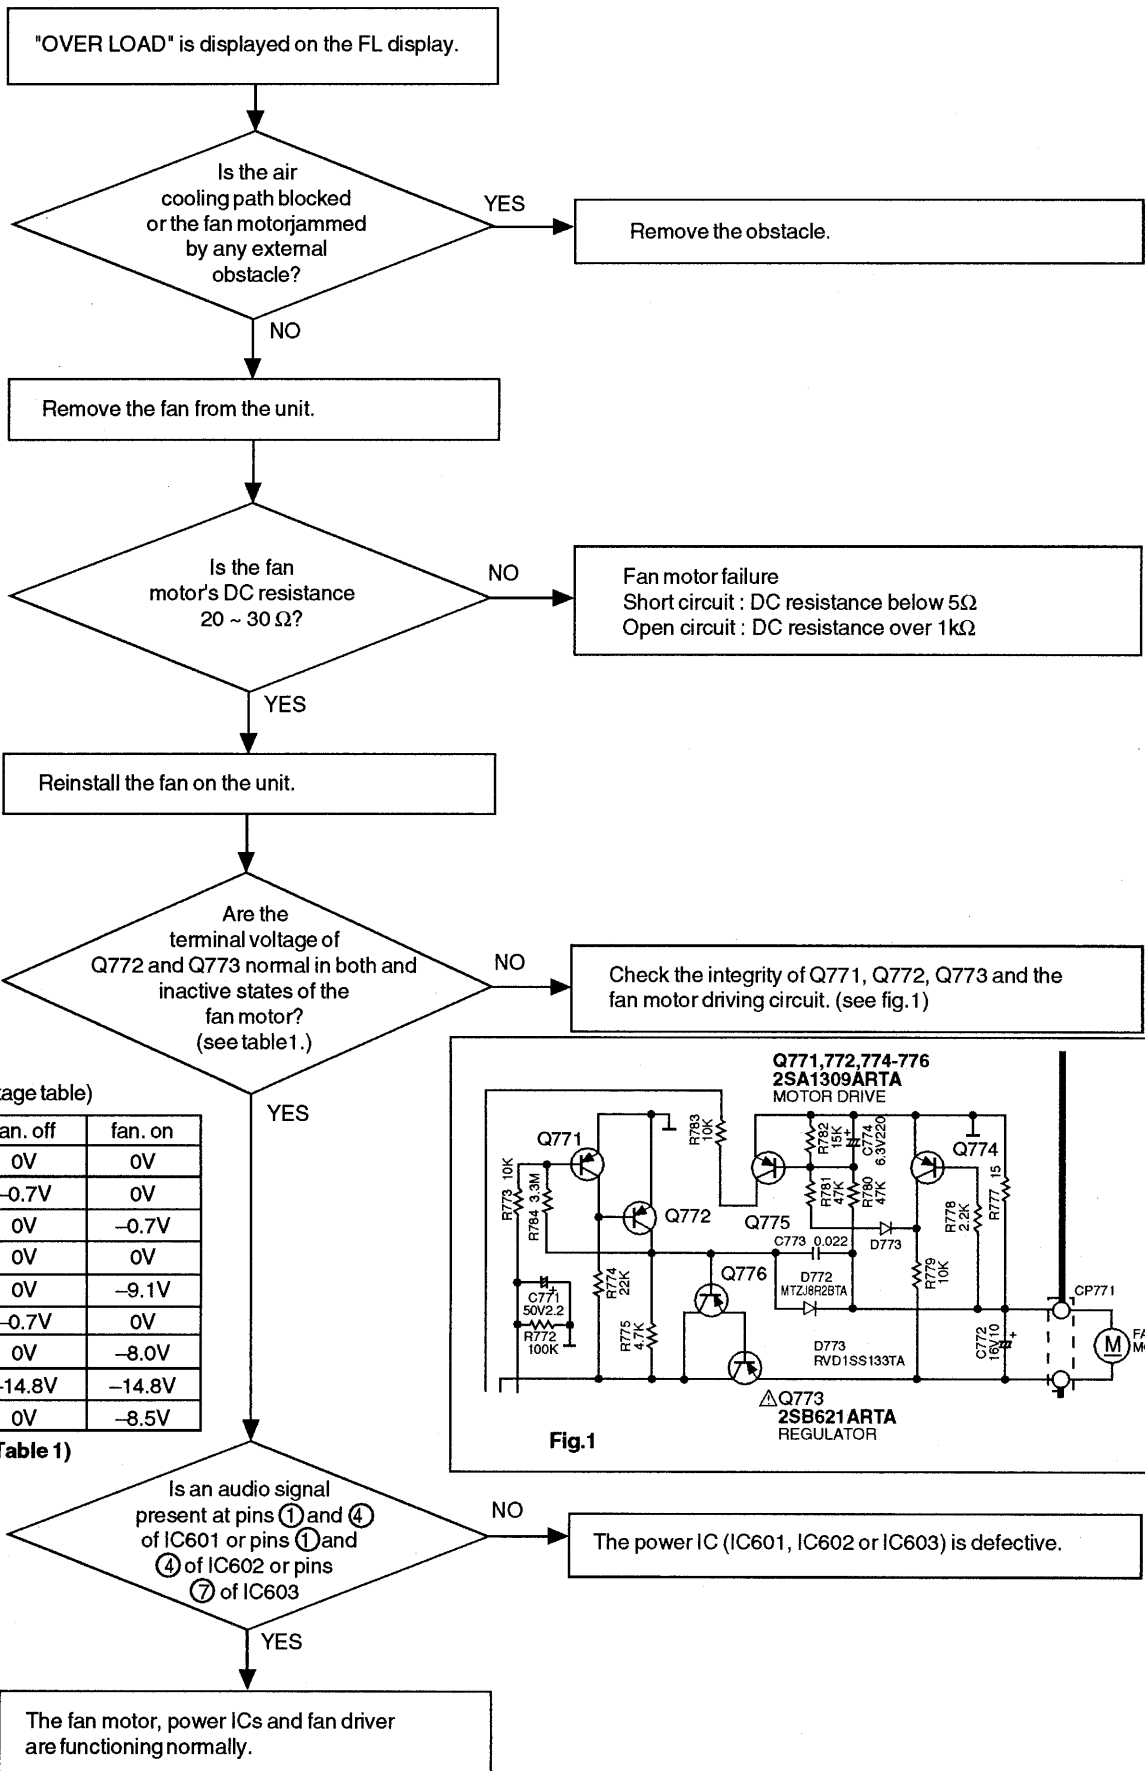 "OVER LOAD" is displayed on the FL display.
Is the air
cooling path blocked
or the fan motorjammed
by any external
obstacle?
YES
Remove the obstacle.
NO
Remove the fan from the unit.
Is the fan
motor's DC resistance
20 ~ 30 Ω?
NO
Fan motor failure
Short circuit : DC resistance below 5Ω
Open circuit : DC resistance over 1kΩ
YES
Reinstall the fan on the unit.
Are the
terminal voltage of
Q772 and Q773 normal in both and
inactive states of the
fan motor?
(see table1.)
NO
Check the integrity of Q771, Q772, Q773 and the
fan motor driving circuit. (see fig.1)
YES
tage table)
an. off fan. on
0V 0V
–0.7V 0V
0V –0.7V
0V 0V
0V –9.1V
–0.7V 0V
0V –8.0V
-14.8V –14.8V
0V –8.5V
Table 1)
Q771,772,774-776
2SA1309ARTA
MOTOR DRIVE
Q771
R773 10K
R784 3.3M
Q772
R783
10K
R782
15K
C774
6.3V220
Q774
R7781
47K
R780
47K
Q775
R778
2.2K
R777 15
C773 0.022
D773
Q776
D772
MTZJ8R2BTA
R779
10K
C771
50V2.2
R772
100K
R774
22K
R775
4.7K
D773
RVD1SS133TA
C772
16V10
CP771
M
FA
MO
Q773
2SB621ARTA
REGULATOR
Fig.1
Is an audio signal
present at pins ① and ④
of IC601 or pins ① and
④ of IC602 or pins
⑦ of IC603
NO
The power IC (IC601, IC602 or IC603) is defective.
YES
The fan motor, power ICs and fan driver
are functioning normally.